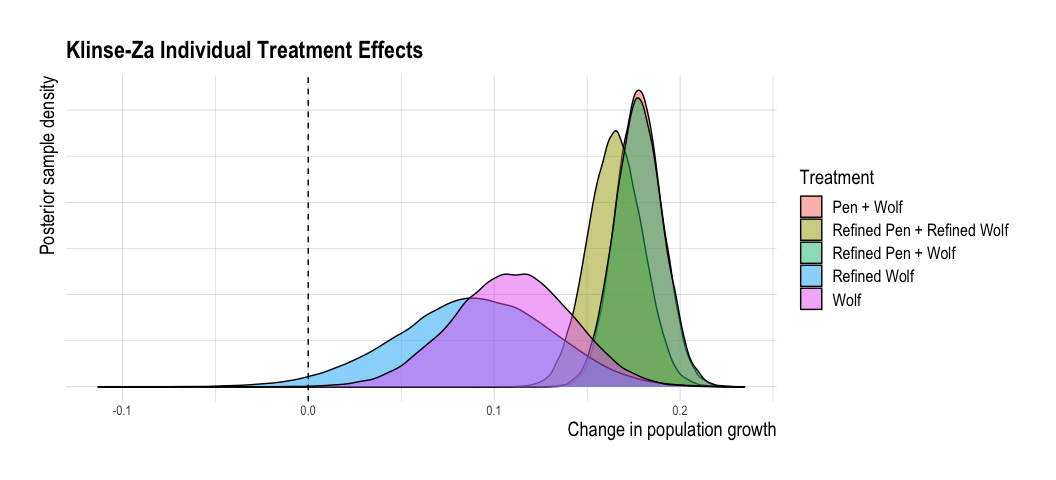 Klinse-Za Individual Treatment Effects
Posterior sample density
-0.1
0.0
0.1
0.2
Change in population growth
Treatment
Pen + Wolf
Refined Pen + Refined Wolf
Refined Pen + Wolf
Refined Wolf
Wolf